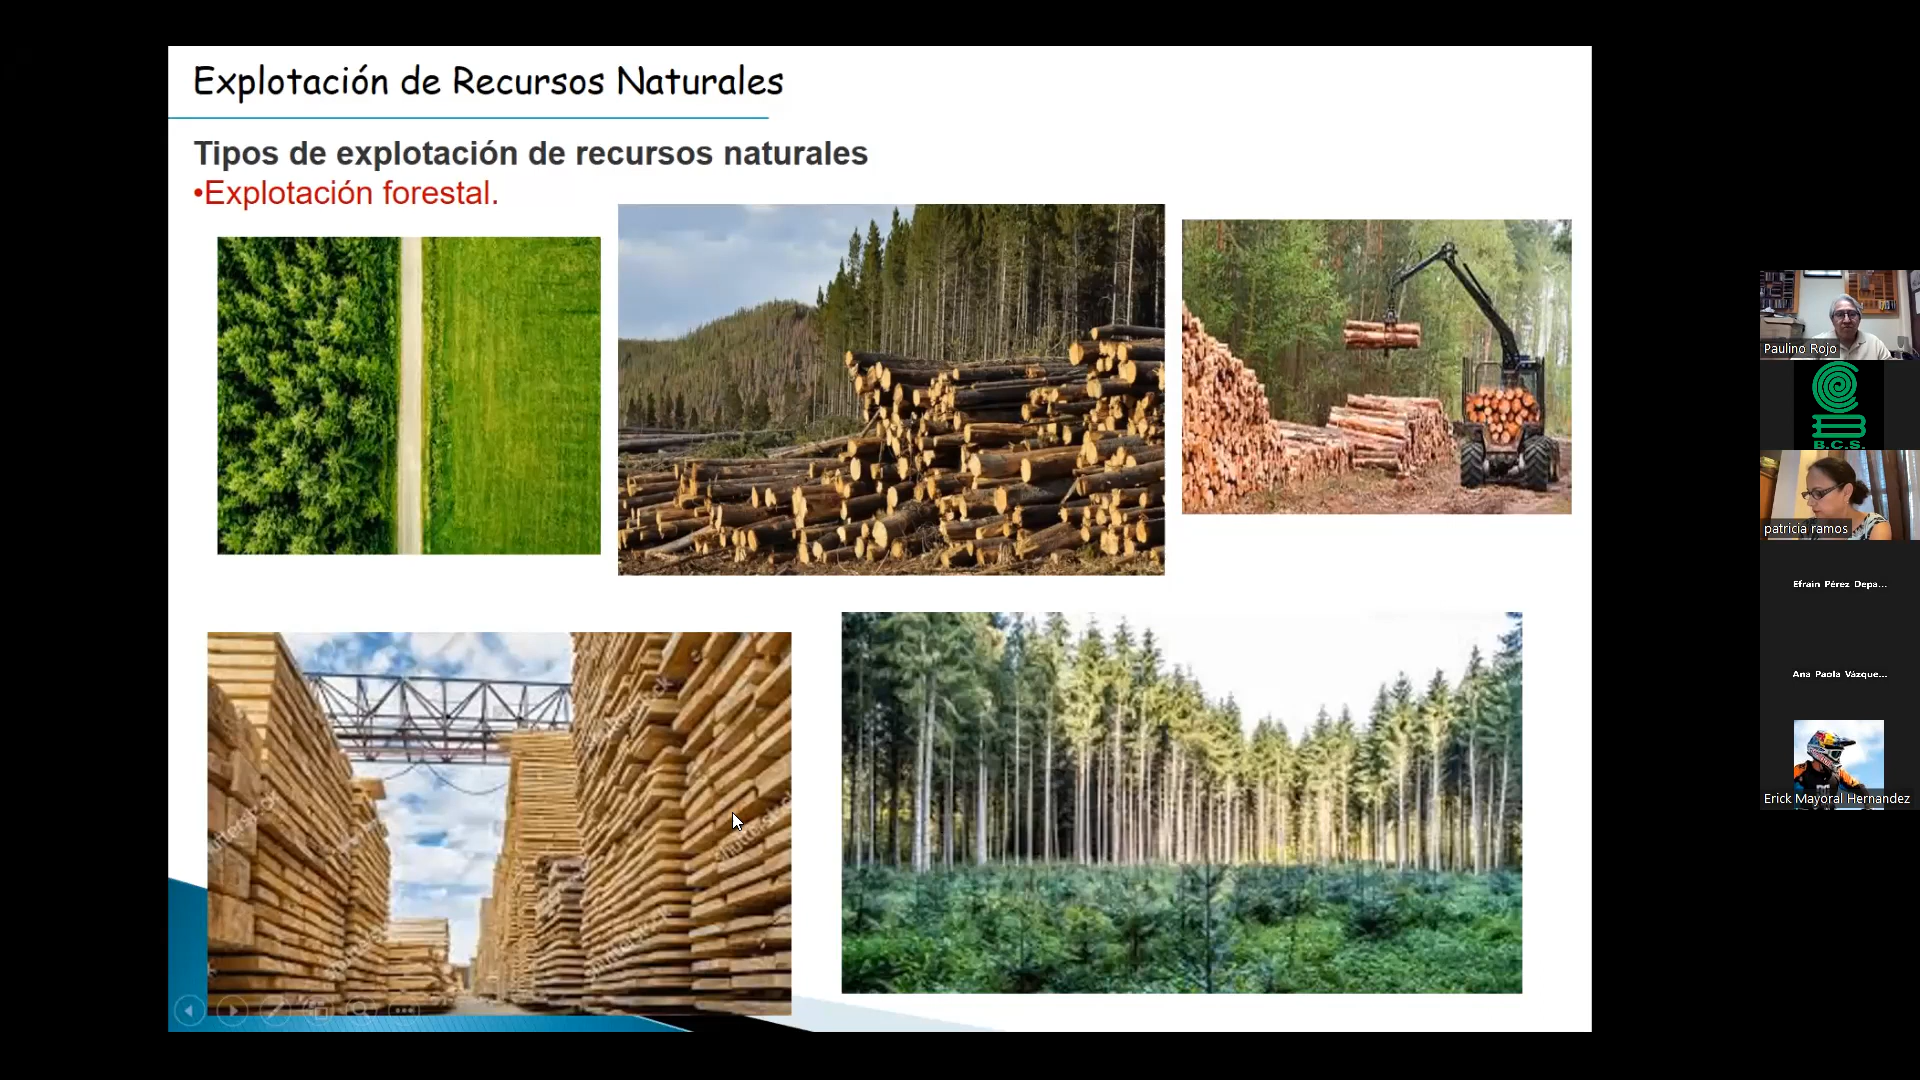 Explotación de Recursos Naturales
Tipos de explotación de recursos naturales
•Explotación forestal.
Paulino Rojo
B.C.S.
patricia ramos
Efrain Pérez Depa...
Ana Paola Vázque...
Erick Mayoral Hernandez